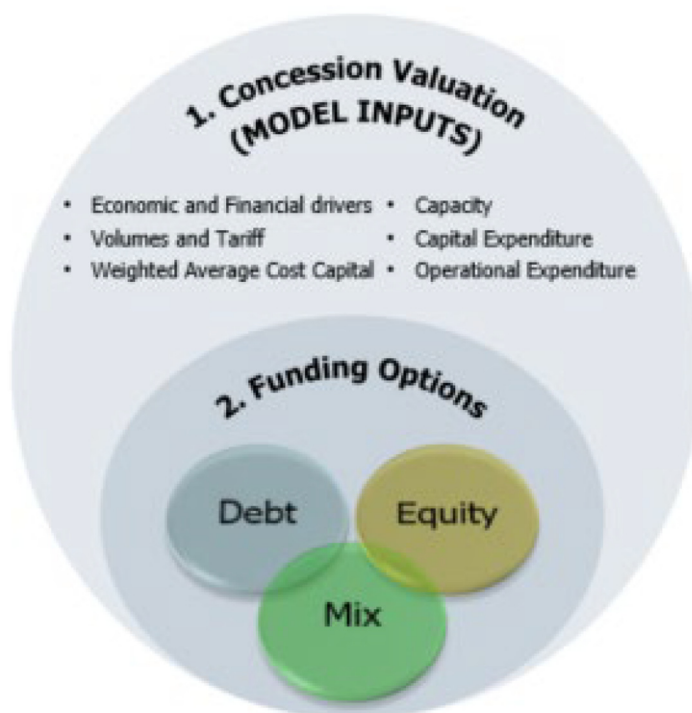 1. Concession Valuation
(MODEL INPUTS)
• Economic and Financial drivers
• Volumes and Tariff
• Weighted Average Cost Capital
• Capacity
• Capital Expenditure
• Operational Expenditure
2. Funding Options
Debt
Equity
Mix